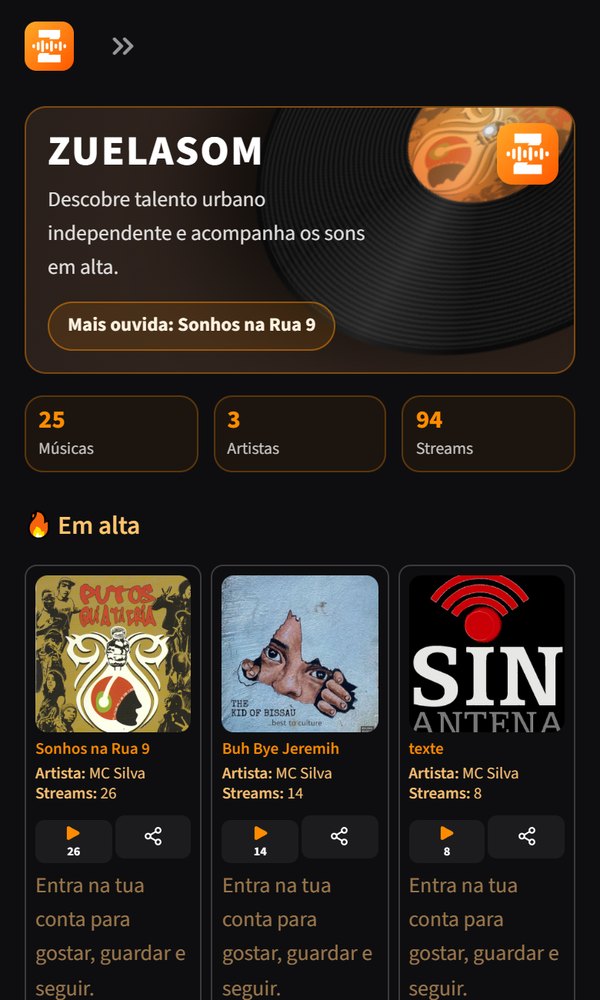 ZUELASOM
Descobre talento urbano
independente e acompanha os sons
em alta.
Mais ouvida: Sonhos na Rua 9
25
Músicas
3
Artistas
94
Streams
🔥 Em alta
PUTOS
QUI A TA CRIA
THE
KID OF BISSAU
..best to culture
SIN
ANTENA
Sonhos na Rua 9
Artista: MC Silva
Streams: 26
26
Entra na tua
conta para
gostar, guardar e
seguir.
Buh Bye Jeremih
Artista: MC Silva
Streams: 14
14
Entra na tua
conta para
gostar, guardar e
seguir.
texte
Artista: MC Silva
Streams: 8
8
Entra na tua
conta para
gostar, guardar e
seguir.